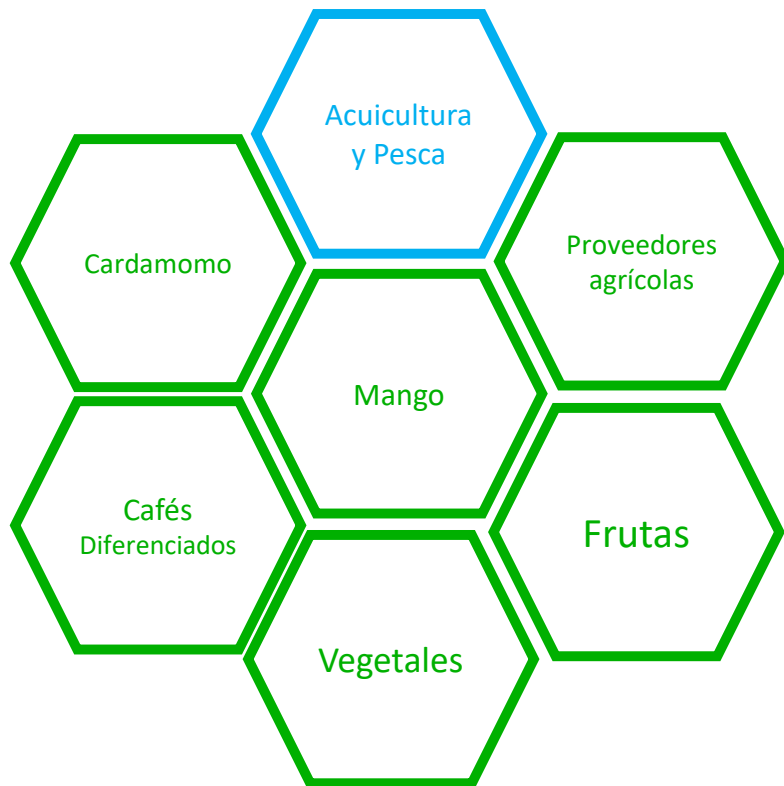 Acuicultura
y Pesca
Cardamomo
Proveedores
agrícolas
Mango
Cafés
Diferenciados
Frutas
Vegetales